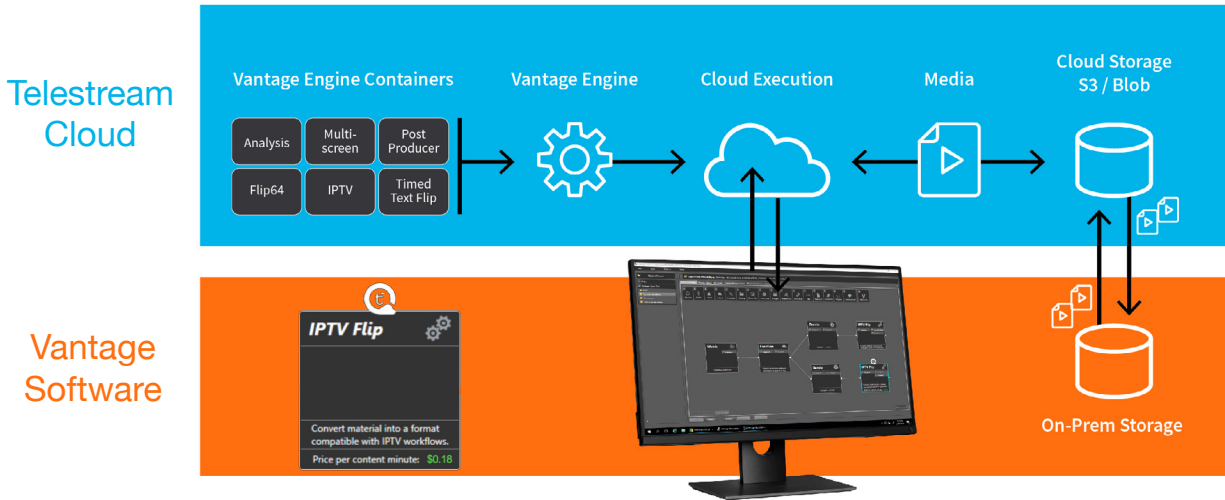 Telestream
Cloud
Vantage Engine Containers
Analysis
Multi-
screen
Post
Producer
Flip64
IPTV
Timed
Text Flip
Vantage Engine
Cloud Execution
Media
Cloud Storage
S3 / Blob
Vantage
Software
t
IPTV Flip
Convert material into a format
compatible with IPTV workflows.
Price per content minute: $0.18
IPTV Flip
On-Prem Storage